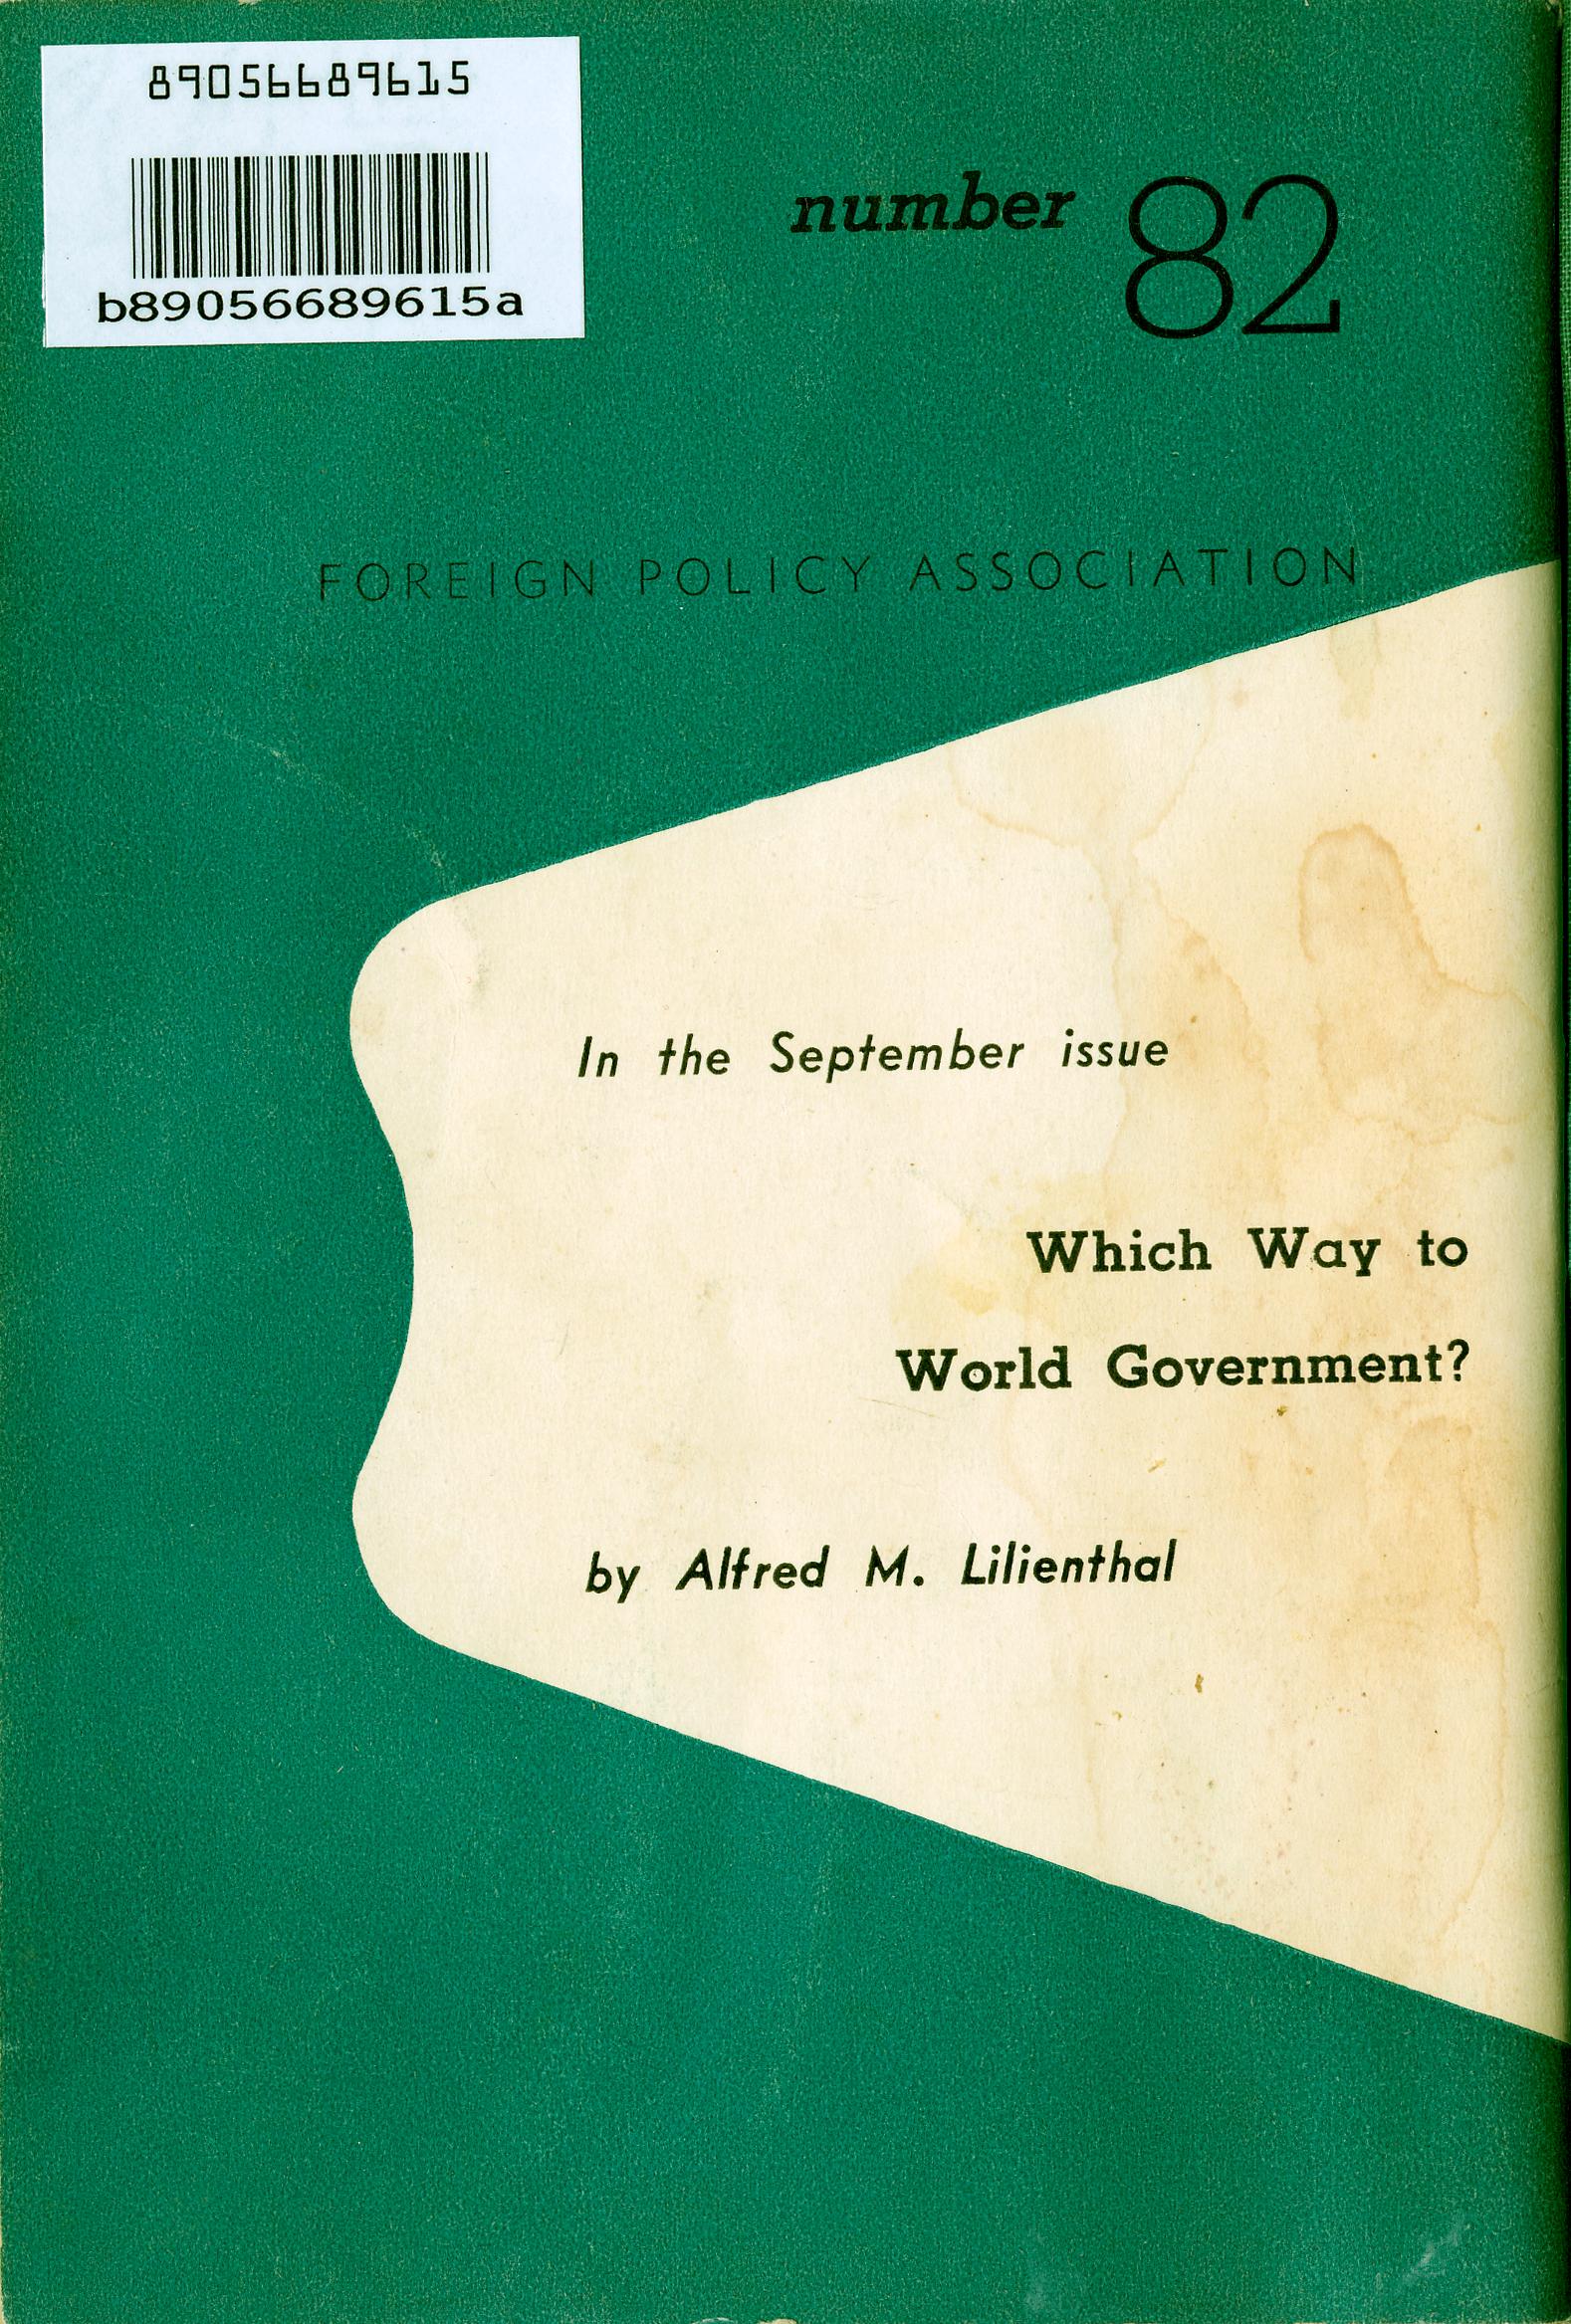 89056689615
b89056689615a
number 82
FOREIGN POLICY ASSOCIATION
In the September issue
Which Way to
World Government?
by Alfred M. Lilienthal